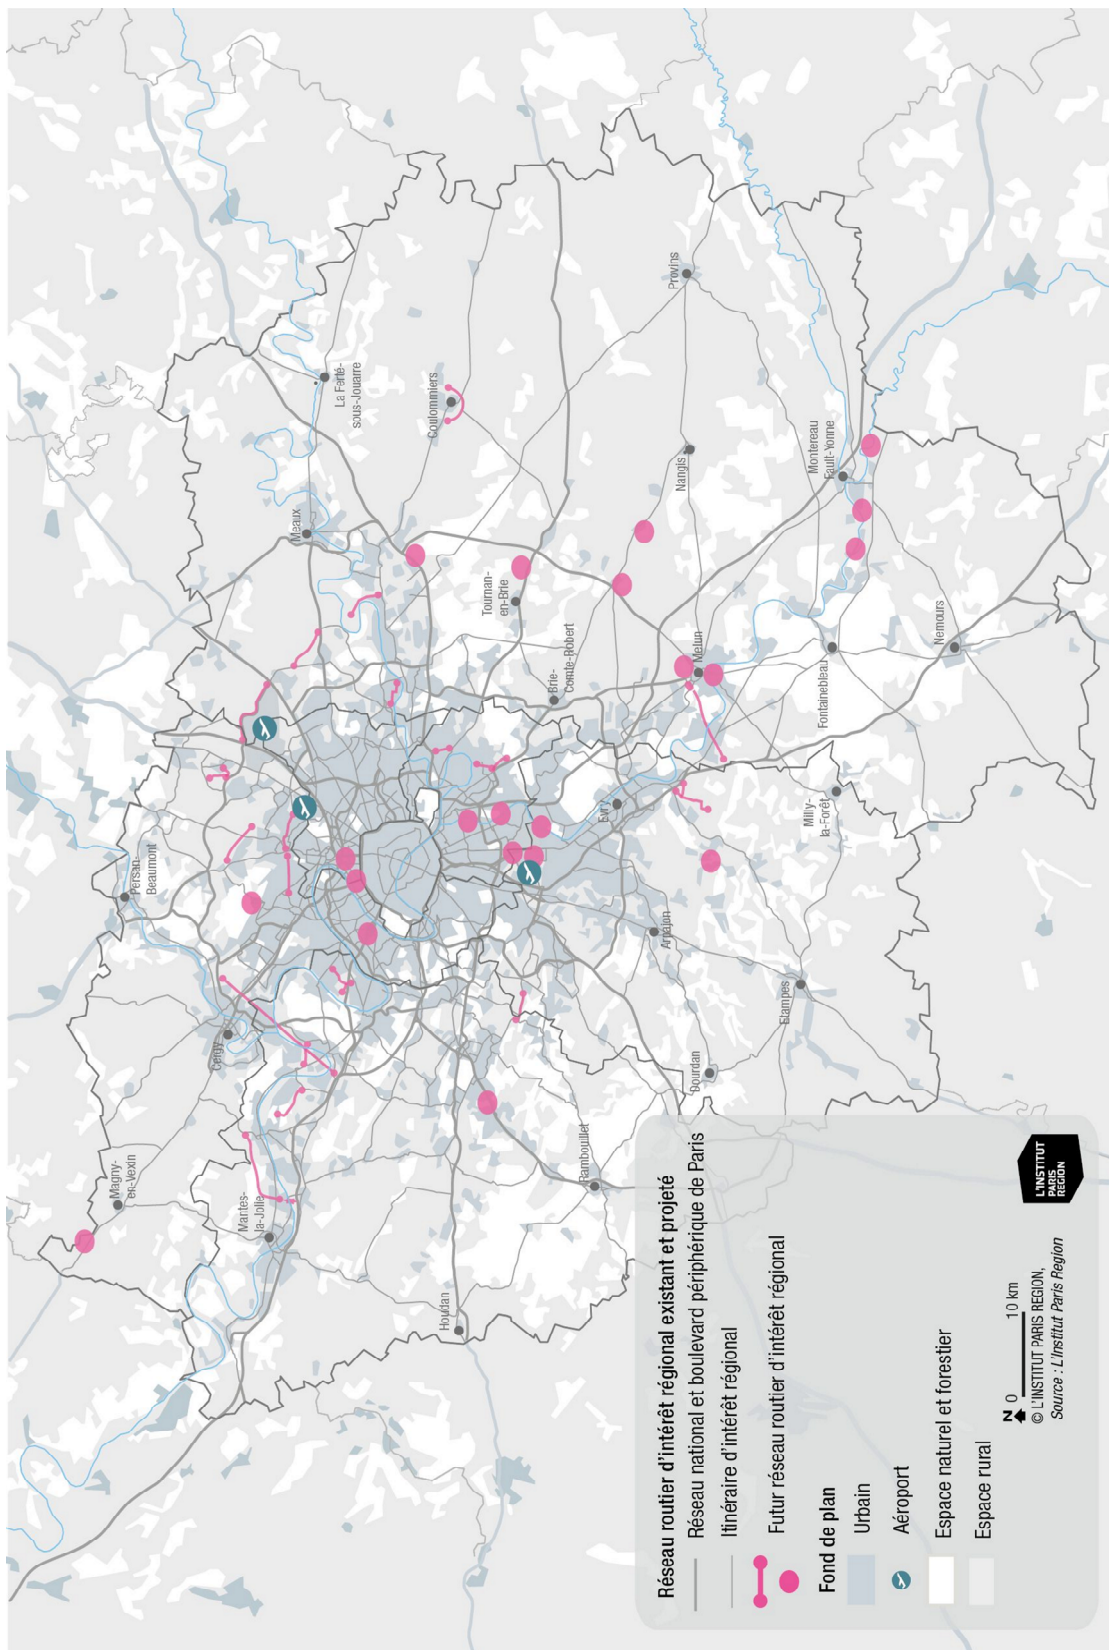 Persan-
Beaumont
Magny-
en-Vexin
Cergy
Mantes-
la-Jolie
Meaux
La Ferté-
sous-Jouarre
Coulommiers
Houdan
Tournan-
en-Brie
Brie-
Comte-Robert
Rambouillet
Evry
Arpajon
Provins
Nangis
Melun
Dourdan
Etampes
Milly-
la-Forêt
Fontainebleau
Montereau
Fault-Yonne
Nemours
Réseau routier d'intérêt régional existant et projeté
Réseau national et boulevard périphérique de Paris
Itinéraire d'intérêt régional
Futur réseau routier d'intérêt régional
Fond de plan
Urbain
Aéroport
Espace naturel et forestier
Espace rural
N
0 10 km
© L'INSTITUT PARIS REGION,
Source : L'Institut Paris Region
L'INSTITUT
PARIS
REGION